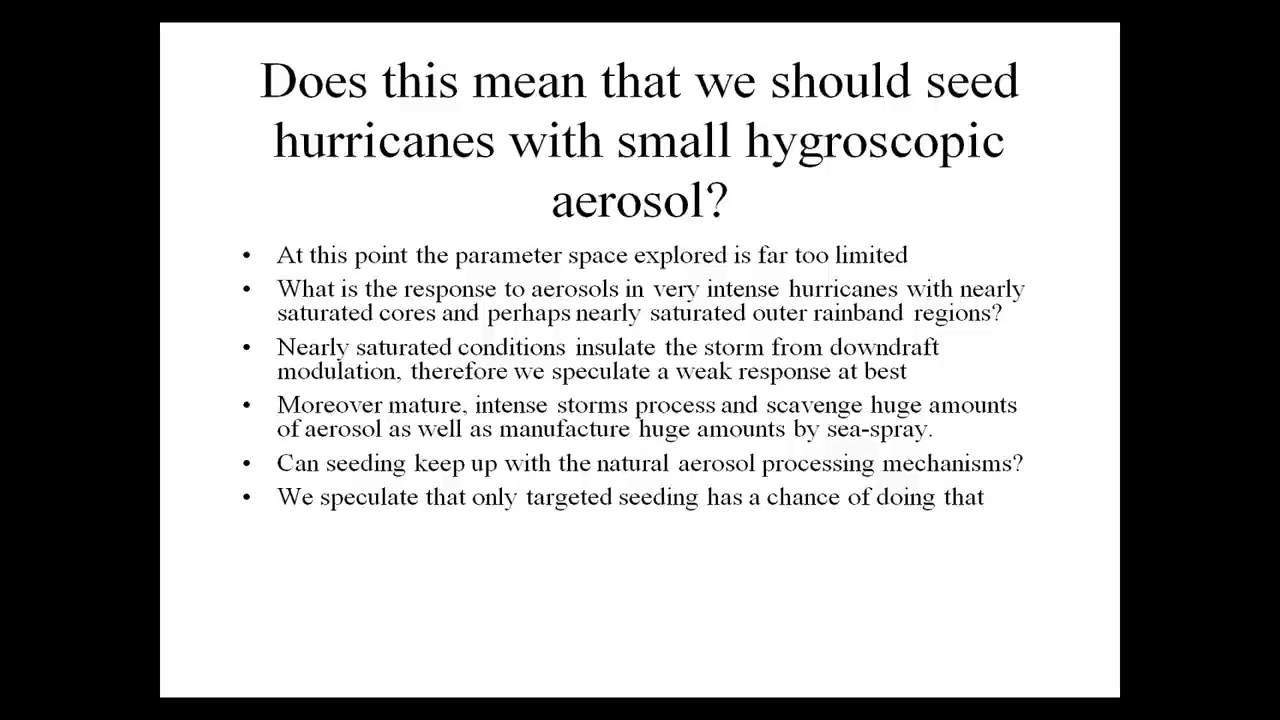 Does this mean that we should seed
hurricanes with small hygroscopic
aerosol?
• At this point the parameter space explored is far too limited
• What is the response to aerosols in very intense hurricanes with nearly
saturated cores and perhaps nearly saturated outer rainband regions?
• Nearly saturated conditions insulate the storm from downdraft
modulation, therefore we speculate a weak response at best
• Moreover mature, intense storms process and scavenge huge amounts
of aerosol as well as manufacture huge amounts by sea-spray.
• Can seeding keep up with the natural aerosol processing mechanisms?
• We speculate that only targeted seeding has a chance of doing that